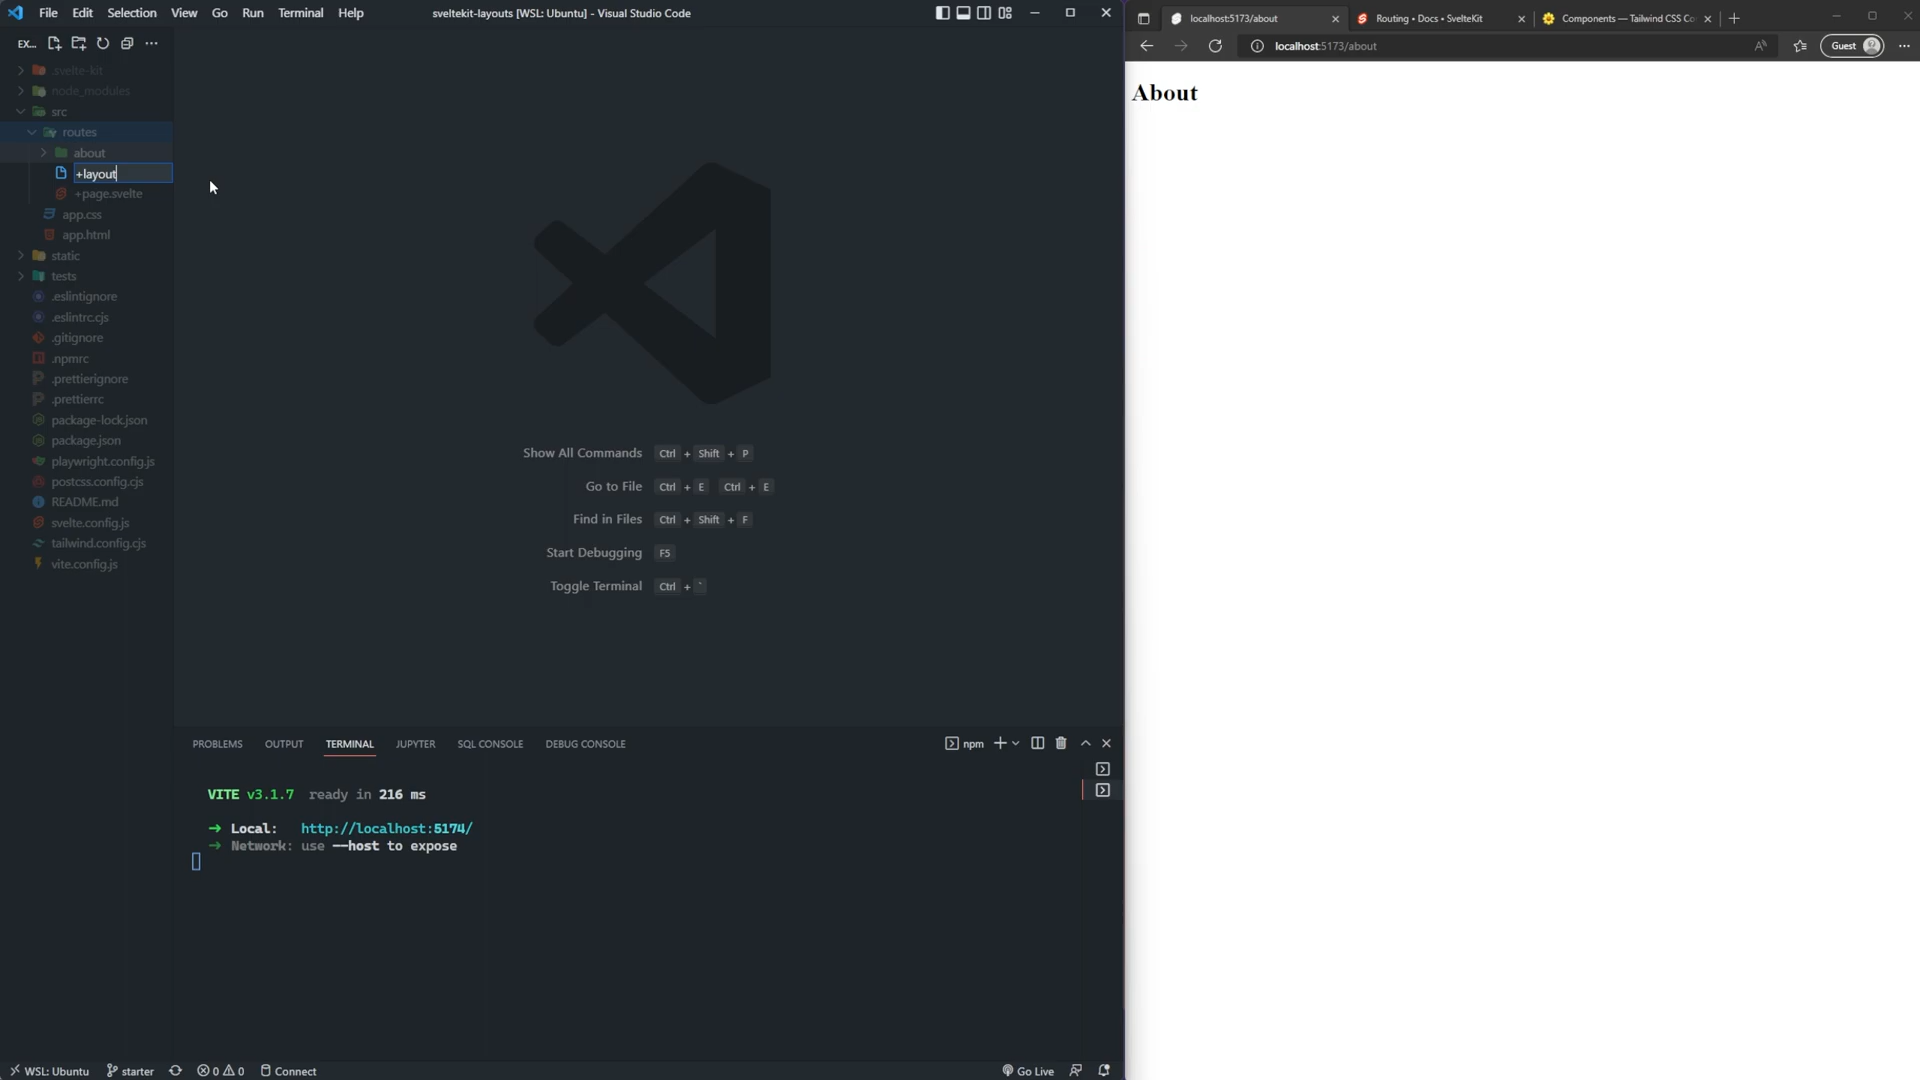 File Edit Selection View Go Run Terminal Help
sveltekit-layouts [WSL: Ubuntu] - Visual Studio Code
EX...
.svelte-kit
node_modules
src
routes
about
+layout
+page.svelte
app.css
app.html
static
tests
.eslintignore
.eslintrc.cjs
.gitignore
.npmrc
.prettierignore
.prettierrc
package-lock.json
package.json
playwright.config.js
postcss.config.cjs
README.md
svelte.config.js
tailwind.config.cjs
vite.config.js
Show All Commands Ctrl + Shift + P
Go to File Ctrl + E Ctrl + E
Find in Files Ctrl + Shift + F
Start Debugging F5
Toggle Terminal Ctrl + `
PROBLEMS OUTPUT TERMINAL JUPYTER SQL CONSOLE DEBUG CONSOLE
npm
VITE v3.1.7 ready in 216 ms
➜ Local: http://localhost:5174/
➜ Network: use --host to expose
WSL: Ubuntu starter 0 0 Connect
Go Live
localhost:5173/about
Routing • Docs • SvelteKit
Components — Tailwind CSS Co
localhost:5173/about
Guest
About